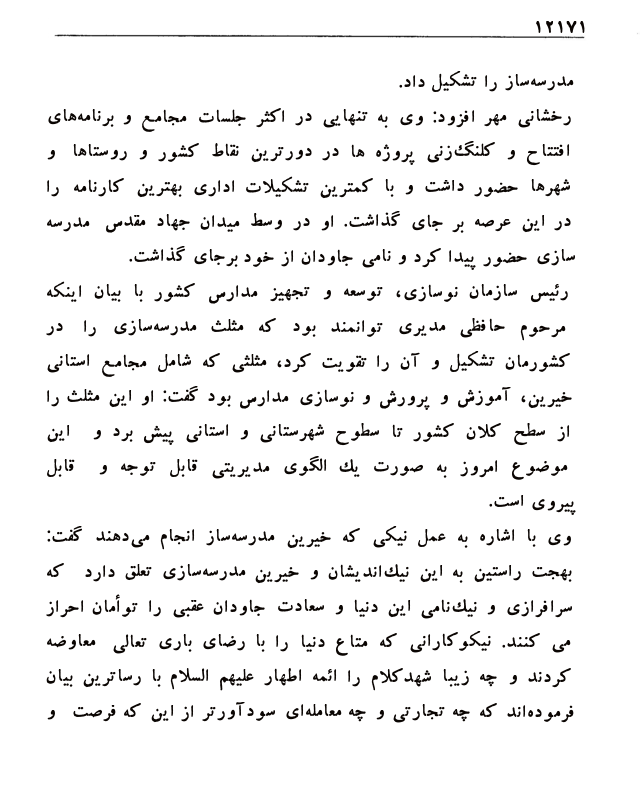 ۱۲۱۷۱
مدرسه‌ساز را تشکیل داد.
رخشانی مهر افزود: وی به تنهایی در اکثر جلسات مجامع و برنامه‌های
افتتاح و کلنگ‌زنی پروژه ها در دورترین نقاط کشور و روستاها و
شهرها حضور داشت و با کمترین تشکیلات اداری بهترین کارنامه را
در این عرصه بر جای گذاشت. او در وسط میدان جهاد مقدس مدرسه
سازی حضور پیدا کرد و نامی جاودان از خود برجای گذاشت.
رئیس سازمان نوسازی، توسعه و تجهیز مدارس کشور با بیان اینکه
مرحوم حافظی مدیری توانمند بود که مثلث مدرسه‌سازی را در
کشورمان تشکیل و آن را تقویت کرد، مثلثی که شامل مجامع استانی
خیرین، آموزش و پرورش و نوسازی مدارس بود گفت: او این مثلث را
از سطح کلان کشور تا سطوح شهرستانی و استانی پیش برد و این
موضوع امروز به صورت یك الگوی مدیریتی قابل توجه و قابل
پیروی است.
وی با اشاره به عمل نیکی که خیرین مدرسه‌ساز انجام می‌دهند گفت:
بهجت راستین به این نیك‌اندیشان و خیرین مدرسه‌سازی تعلق دارد که
سرافرازی و نیك‌نامی این دنیا و سعادت جاودان عقبی را توأمان احراز
می کنند. نیکوکارانی که متاع دنیا را با رضای باری تعالی معاوضه
کردند و چه زیبا شهدکلام را ائمه اطهار علیهم السلام با رساترین بیان
فرموده‌اند که چه تجارتی و چه معامله‌ای سودآورتر از این که فرصت و